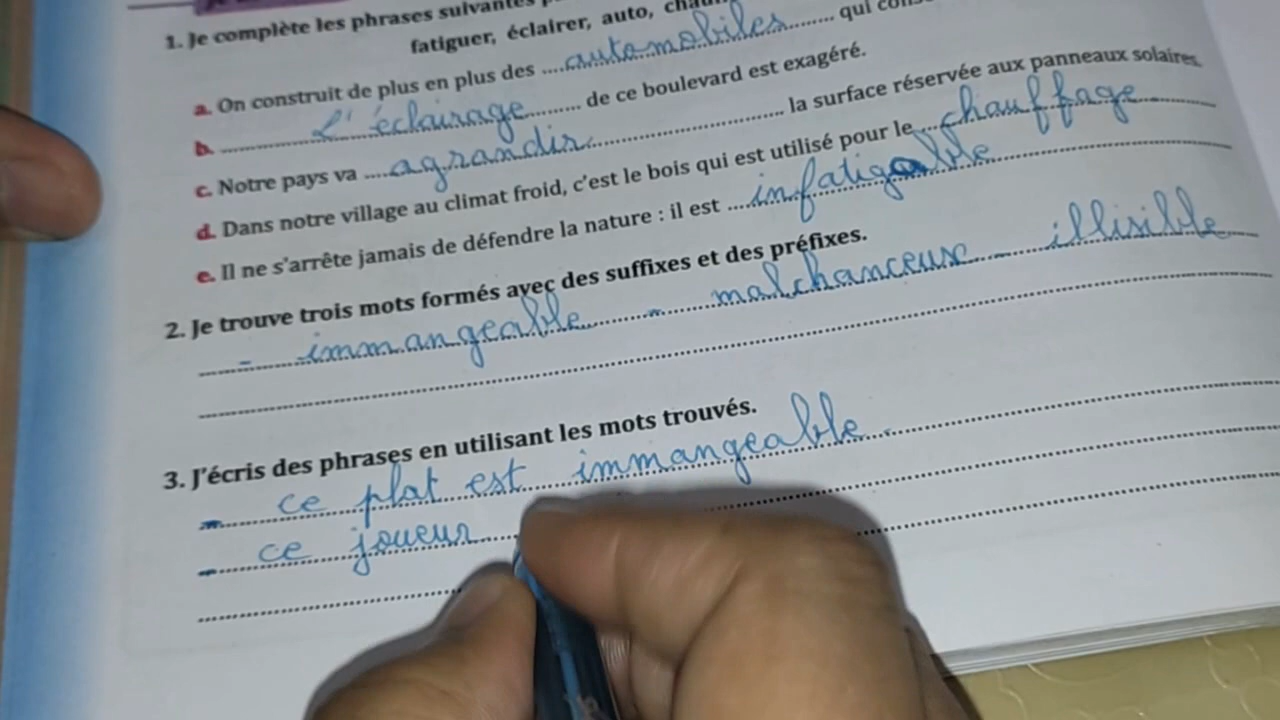 1. Je complète les phrases suivantes
fatiguer, éclairer, auto,
a. On construit de plus en plus des automobiles qui
b. L'éclairage de ce boulevard est exagéré.
c. Notre pays va agrandir la surface réservée aux panneaux solaires.
d. Dans notre village au climat froid, c'est le bois qui est utilisé pour le chauffage
e. Il ne s'arrête jamais de défendre la nature : il est infatigable
2. Je trouve trois mots formés avec des suffixes et des préfixes.
- immangeable - malchanceux - illisible
3. J'écris des phrases en utilisant les mots trouvés.
- ce plat est immangeable.
- ce joueur